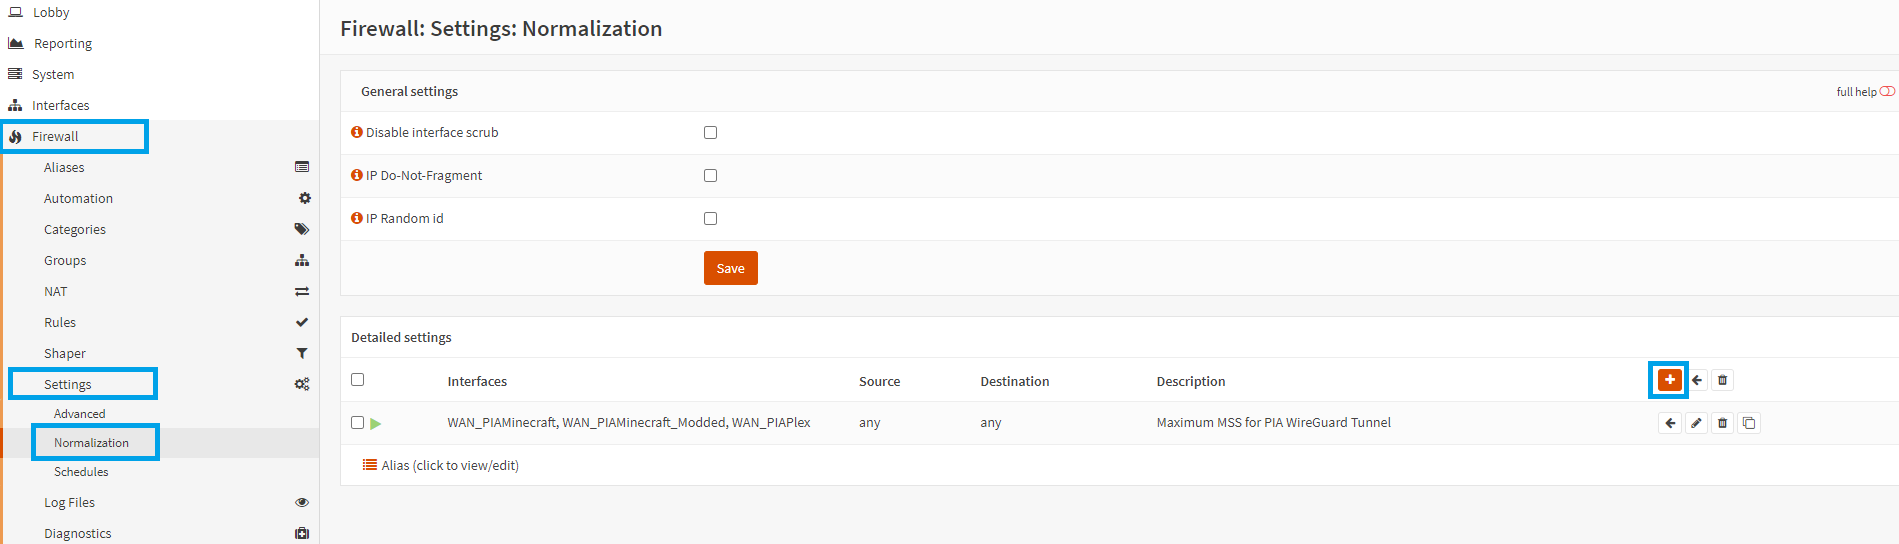 Lobby
Reporting
System
Interfaces
Firewall
Aliases
Automation
Categories
Groups
NAT
Rules
Shaper
Settings
Advanced
Normalization
Schedules
Log Files
Diagnostics
Firewall: Settings: Normalization
General settings full help
Disable interface scrub
IP Do-Not-Fragment
IP Random id
Save
Detailed settings
Interfaces Source Destination Description
WAN_PIAMinecraft, WAN_PIAMinecraft_Modded, WAN_PIAPlex any any Maximum MSS for PIA WireGuard Tunnel
Alias (click to view/edit)